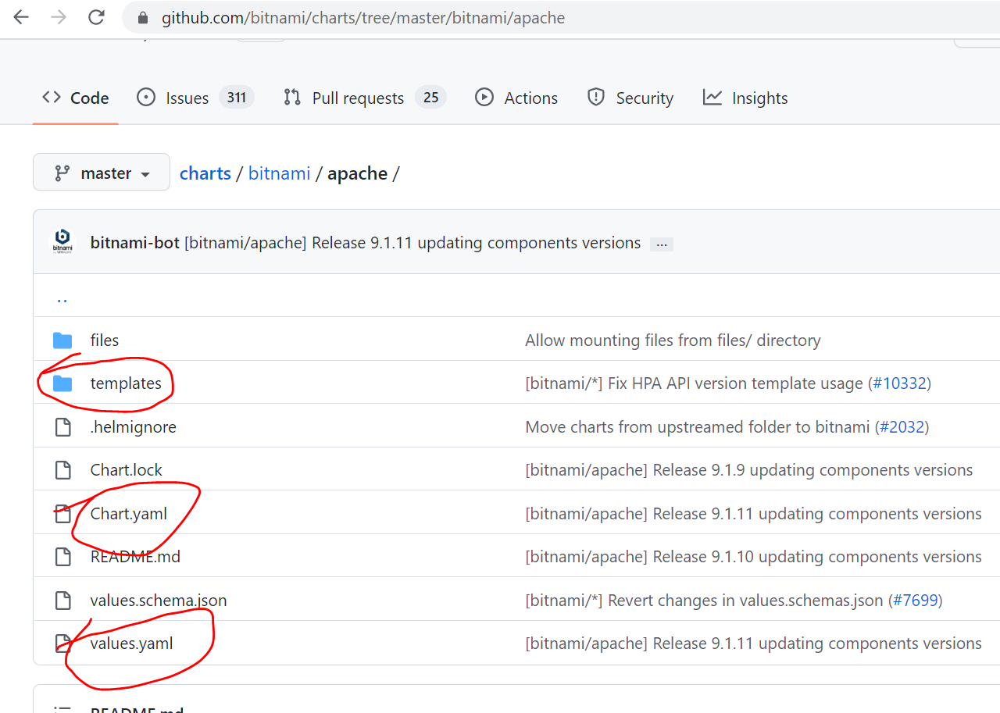 github.com/bitnami/charts/tree/master/bitnami/apache
Code Issues 311 Pull requests 25 Actions Security Insights
master charts / bitnami / apache /
bitnami-bot [bitnami/apache] Release 9.1.11 updating components versions ...
..
files Allow mounting files from files/ directory
templates [bitnami/*] Fix HPA API version template usage (#10332)
.helmignore Move charts from upstreamed folder to bitnami (#2032)
Chart.lock [bitnami/apache] Release 9.1.9 updating components versions
Chart.yaml [bitnami/apache] Release 9.1.11 updating components versions
README.md [bitnami/apache] Release 9.1.10 updating components versions
values.schema.json [bitnami/*] Revert changes in values.schemas.json (#7699)
values.yaml [bitnami/apache] Release 9.1.11 updating components versions
README.md